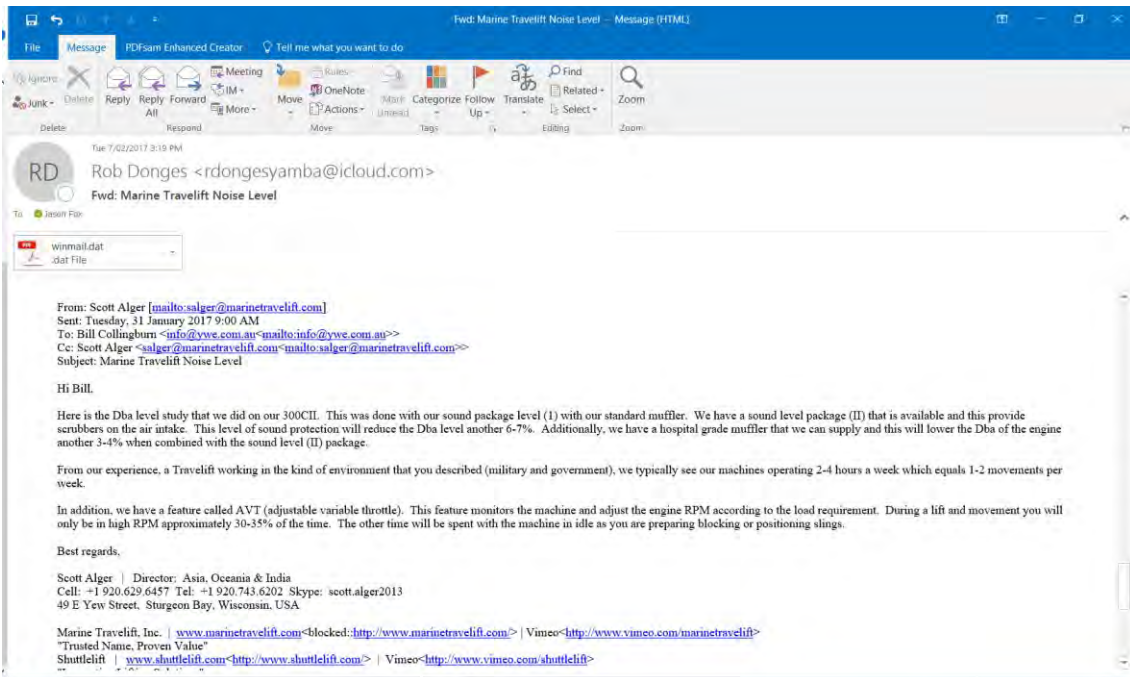 Fwd: Marine Travelift Noise Level - Message (HTML)
File Message PDFsam Enhanced Creator Tell me what you want to do
Ignore
Junk
Delete
Reply
Reply All
Forward
Meeting
IM
More
Move
Rules
OneNote
Actions
Mark Unread
Categorize
Follow Up
Translate
Find
Related
Select
Zoom
Delete Respond Move Tags Editing Zoom
Tue 7/02/2017 3:19 PM
RD
Rob Donges <rdongesyamba@icloud.com>
Fwd: Marine Travelift Noise Level
To Jason Fox
winmail.dat
.dat File
From: Scott Alger [mailto:salger@marinetravelift.com]
Sent: Tuesday, 31 January 2017 9:00 AM
To: Bill Collingburn <info@ywe.com.au<mailto:info@ywe.com.au>>
Cc: Scott Alger <salger@marinetravelift.com<mailto:salger@marinetravelift.com>>
Subject: Marine Travelift Noise Level
Hi Bill,
Here is the Dba level study that we did on our 300CII. This was done with our sound package level (1) with our standard muffler. We have a sound level package (II) that is available and this provide
scrubbers on the air intake. This level of sound protection will reduce the Dba level another 6-7%. Additionally, we have a hospital grade muffler that we can supply and this will lower the Dba of the engine
another 3-4% when combined with the sound level (II) package.
From our experience, a Travelift working in the kind of environment that you described (military and government), we typically see our machines operating 2-4 hours a week which equals 1-2 movements per
week.
In addition, we have a feature called AVT (adjustable variable throttle). This feature monitors the machine and adjust the engine RPM according to the load requirement. During a lift and movement you will
only be in high RPM approximately 30-35% of the time. The other time will be spent with the machine in idle as you are preparing blocking or positioning slings.
Best regards,
Scott Alger | Director; Asia, Oceania & India
Cell: +1 920.629.6457 Tel: +1 920.743.6202 Skype: scott.alger2013
49 E Yew Street, Sturgeon Bay, Wisconsin, USA
Marine Travelift, Inc. | www.marinetravelift.com<blocked::http://www.marinetravelift.com/> | Vimeo<http://www.vimeo.com/marinetravelift>
"Trusted Name, Proven Value"
Shuttlelift | www.shuttlelift.com<http://www.shuttlelift.com/> | Vimeo<http://www.vimeo.com/shuttlelift>